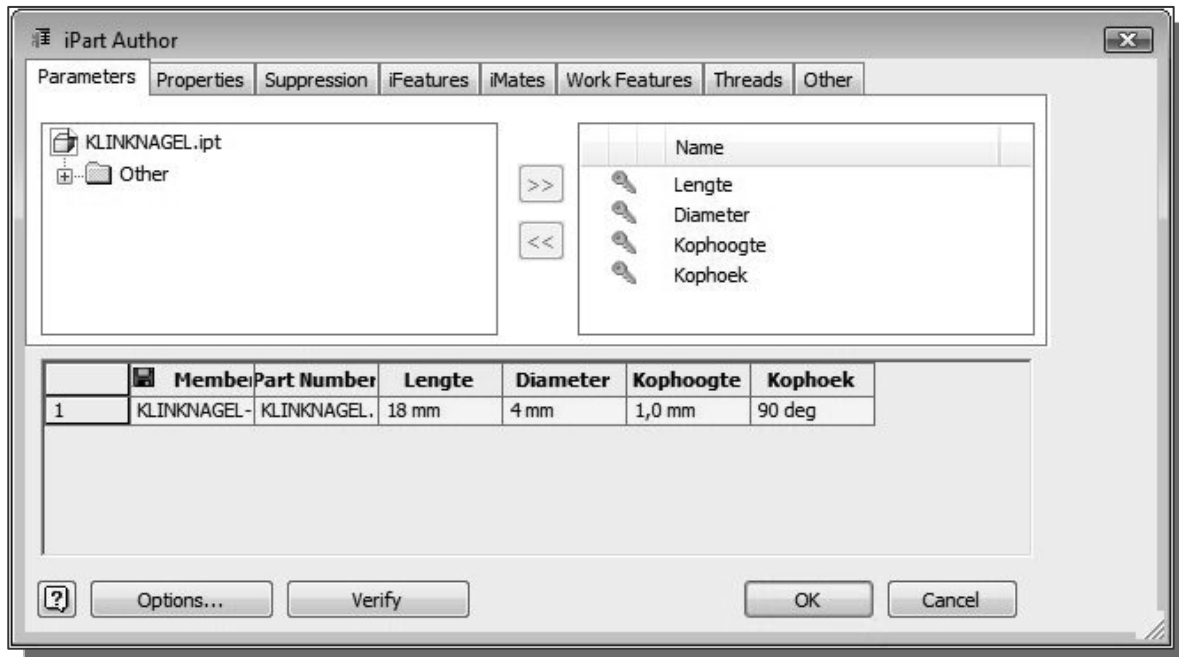 iPart Author
Parameters Properties Suppression iFeatures iMates Work Features Threads Other
KLINKNAGEL.ipt
Other
>>
<<
Name
Lengte
Diameter
Kophoogte
Kophoek
Member Part Number Lengte Diameter Kophoogte Kophoek
1 KLINKNAGEL- KLINKNAGEL. 18 mm 4 mm 1,0 mm 90 deg
Options... Verify OK Cancel